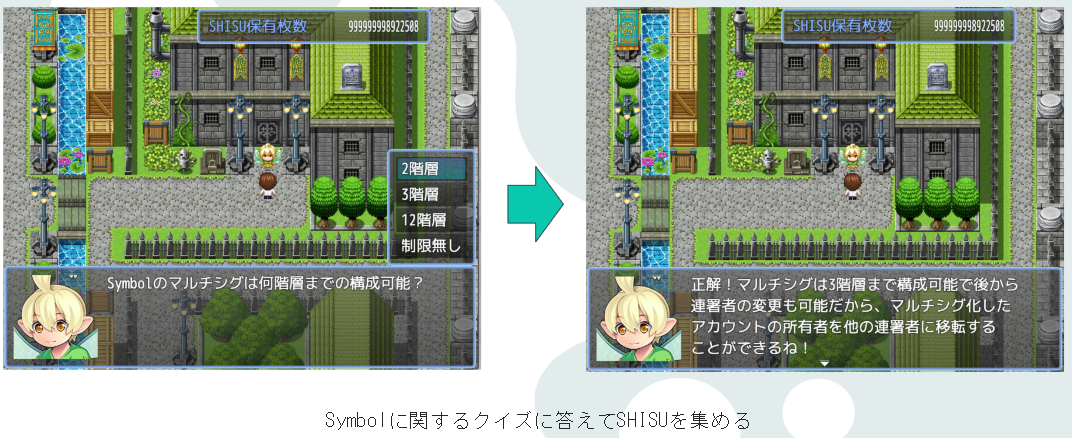 SHISU保有枚数 999999998922508
2階層
3階層
12階層
制限無し
Symbolのマルチシグは何階層までの構成可能？
SHISU保有枚数 999999998922508
正解！マルチシグは3階層まで構成可能で後から
連署者の変更も可能だから、マルチシグ化した
アカウントの所有者を他の連署者に移転する
ことができるね！
Symbolに関するクイズに答えてSHISUを集める